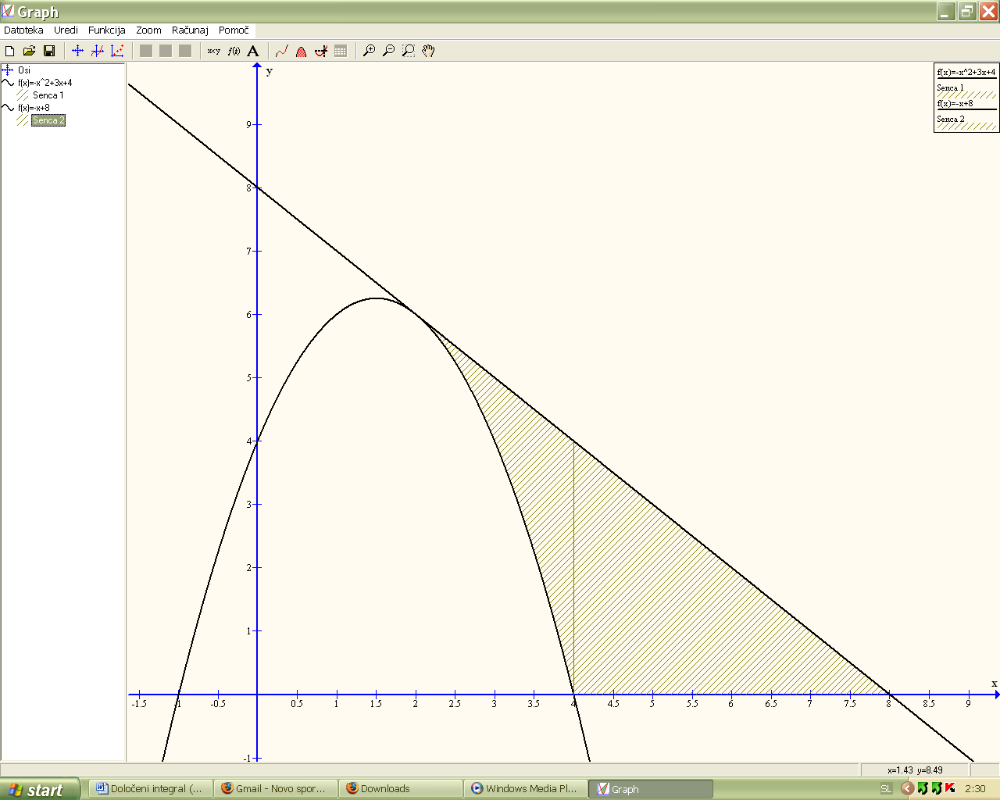 Graph
Datoteka Uredi Funkcija Zoom Računaj Pomoč
x<y f(x) A
Osi
f(x)=-x^2+3x+4
Senca 1
f(x)=-x+8
Senca 2
f(x)=-x^2+3x+4
Senca 1
f(x)=-x+8
Senca 2
y
9
8
7
6
5
4
3
2
1
x
-1.5 -1 -0.5 0.5 1 1.5 2 2.5 3 3.5 4 4.5 5 5.5 6 6.5 7 7.5 8 8.5 9
-1
x=1.43 y=8.49
start Določeni integral (... Gmail - Novo spor... Downloads Windows Media Pl... Graph SL 2:30